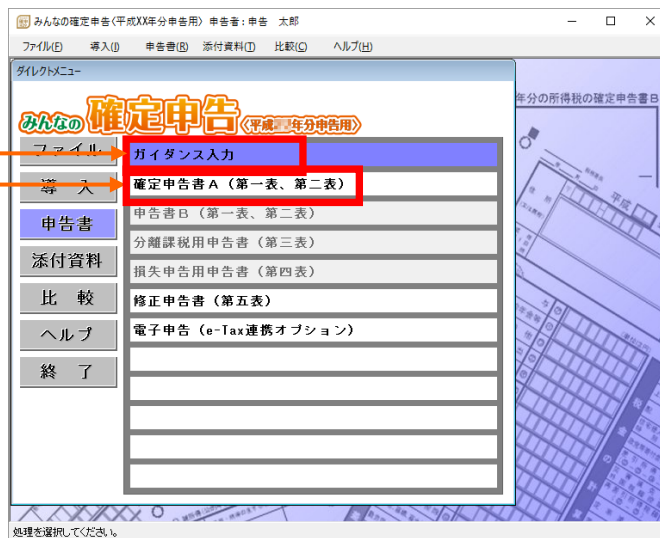 みんなの確定申告〈平成XX年分申告用〉 申告者：申告 太郎
ファイル(F) 導入(I) 申告書(R) 添付資料(T) 比較(C) ヘルプ(H)
ダイレクトメニュー
みんなの確定申告〈平成 年分申告用〉
年分の所得税の確定申告書B
ファイル
導 入
申告書
添付資料
比 較
ヘルプ
終 了
ガイダンス入力
確定申告書Ａ（第一表、第二表）
申告書Ｂ（第一表、第二表）
分離課税用申告書（第三表）
損失申告用申告書（第四表）
修正申告書（第五表）
電子申告（e-Tax連携オプション）
平成
処理を選択してください。